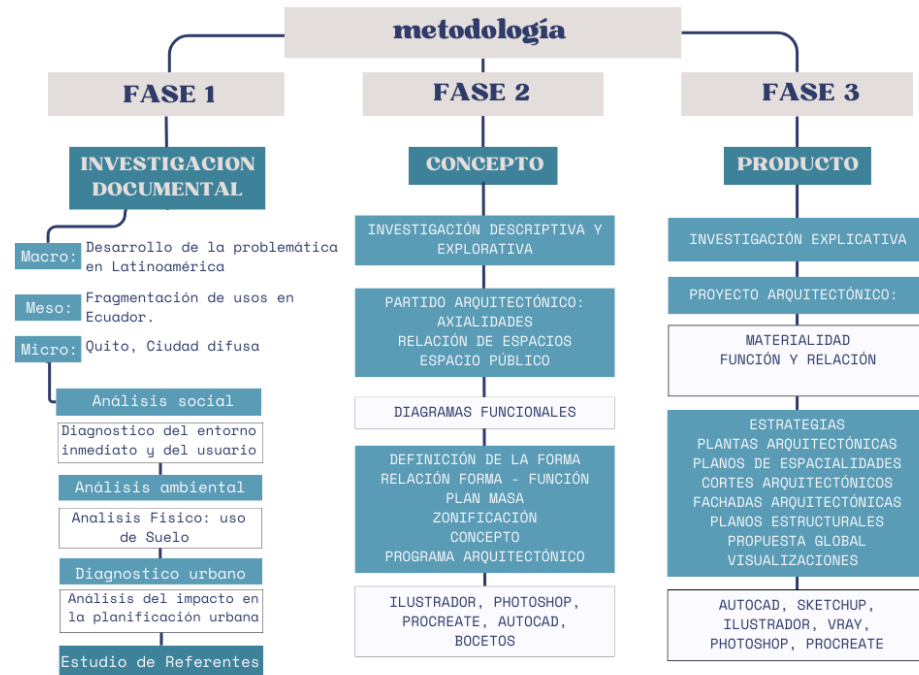 metodología
FASE 1
INVESTIGACION
DOCUMENTAL
Macro:
Desarrollo de la problemática
en Latinoamérica
Meso:
Fragmentación de usos en
Ecuador.
Micro:
Quito, Ciudad difusa
Análisis social
Diagnostico del entorno
inmediato y del usuario
Análisis ambiental
Analisis Fisico: uso
de Suelo
Diagnostico urbano
Análisis del impacto en
la planificación urbana
Estudio de Referentes
FASE 2
CONCEPTO
INVESTIGACIÓN DESCRIPTIVA Y
EXPLORATIVA
PARTIDO ARQUITECTÓNICO:
AXIALIDADES
RELACIÓN DE ESPACIOS
ESPACIO PÚBLICO
DIAGRAMAS FUNCIONALES
DEFINICIÓN DE LA FORMA
RELACIÓN FORMA - FUNCIÓN
PLAN MASA
ZONIFICACIÓN
CONCEPTO
PROGRAMA ARQUITECTÓNICO
ILUSTRADOR, PHOTOSHOP,
PROCREATE, AUTOCAD,
BOCETOS
FASE 3
PRODUCTO
INVESTIGACIÓN EXPLICATIVA
PROYECTO ARQUITECTÓNICO:
MATERIALIDAD
FUNCIÓN Y RELACIÓN
ESTRATEGIAS
PLANTAS ARQUITECTÓNICAS
PLANOS DE ESPACIALIDADES
CORTES ARQUITECTÓNICOS
FACHADAS ARQUITECTÓNICAS
PLANOS ESTRUCTURALES
PROPUESTA GLOBAL
VISUALIZACIONES
AUTOCAD, SKETCHUP,
ILUSTRADOR, VRAY,
PHOTOSHOP, PROCREATE